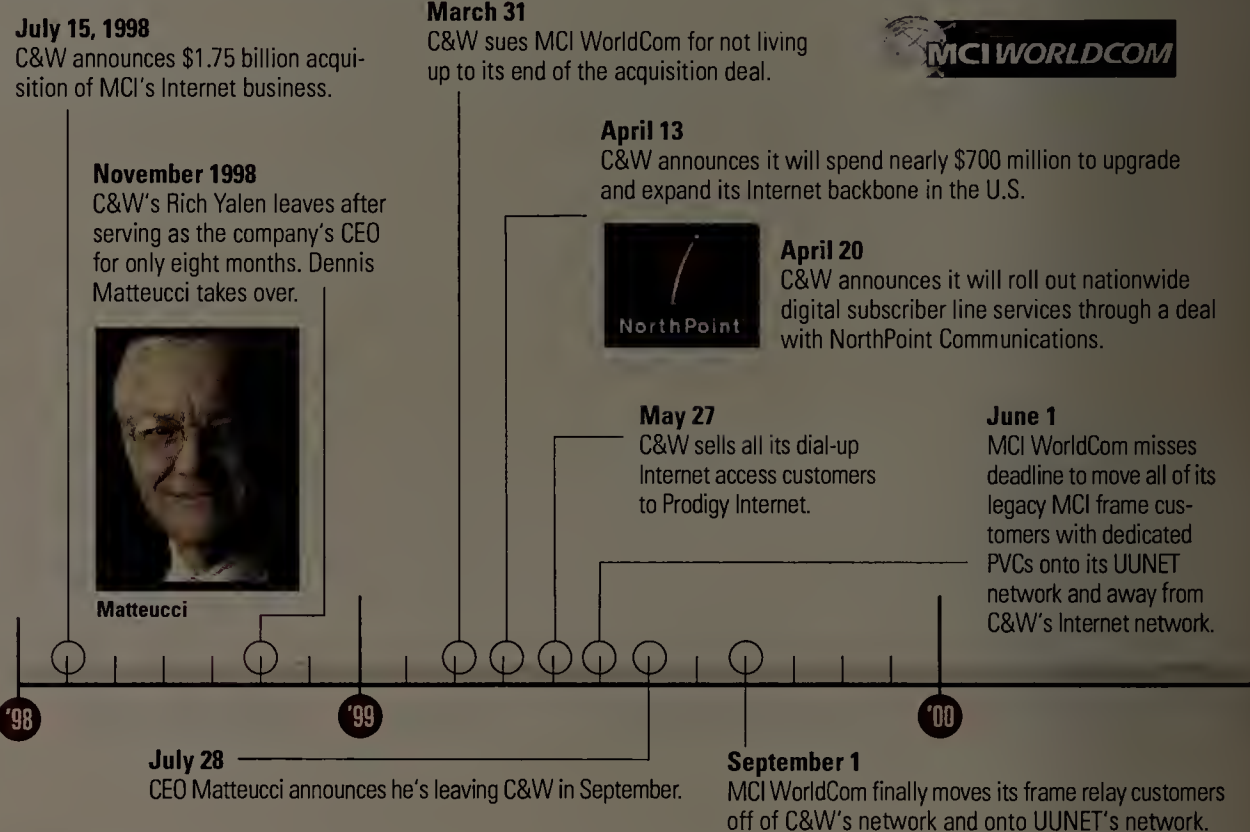 July 15, 1998
C&W announces $1.75 billion acqui-
sition of MCI's Internet business.
March 31
C&W sues MCI WorldCom for not living
up to its end of the acquisition deal.
MCI WORLDCOM
November 1998
C&W's Rich Yalen leaves after
serving as the company's CEO
for only eight months. Dennis
Matteucci takes over.
Matteucci
April 13
C&W announces it will spend nearly $700 million to upgrade
and expand its Internet backbone in the U.S.
NorthPoint
April 20
C&W announces it will roll out nationwide
digital subscriber line services through a deal
with NorthPoint Communications.
May 27
C&W sells all its dial-up
Internet access customers
to Prodigy Internet.
June 1
MCI WorldCom misses
deadline to move all of its
legacy MCI frame cus-
tomers with dedicated
PVCs onto its UUNET
network and away from
C&W's Internet network.
'98
'99
'00
July 28
CEO Matteucci announces he's leaving C&W in September.
September 1
MCI WorldCom finally moves its frame relay customers
off of C&W's network and onto UUNET's network.